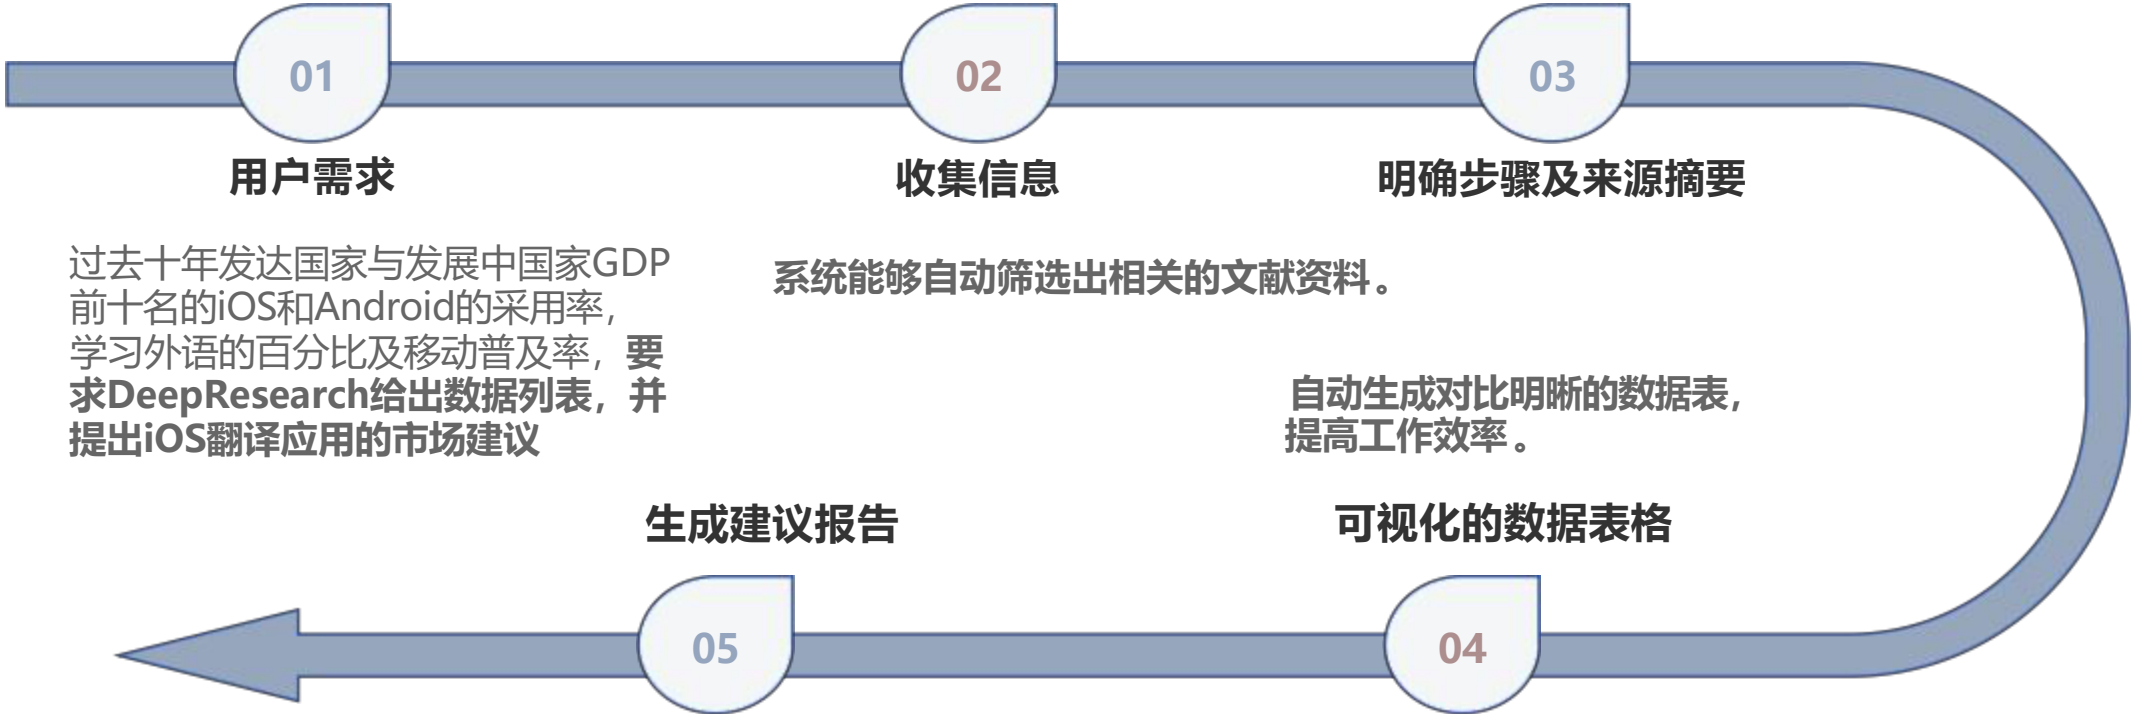 01
用户需求
过去十年发达国家与发展中国家GDP
前十名的iOS和Android的采用率，
学习外语的百分比及移动普及率，要
求DeepResearch给出数据列表，并
提出iOS翻译应用的市场建议
02
收集信息
系统能够自动筛选出相关的文献资料。
03
明确步骤及来源摘要
自动生成对比明晰的数据表，
提高工作效率。
可视化的数据表格
04
生成建议报告
05